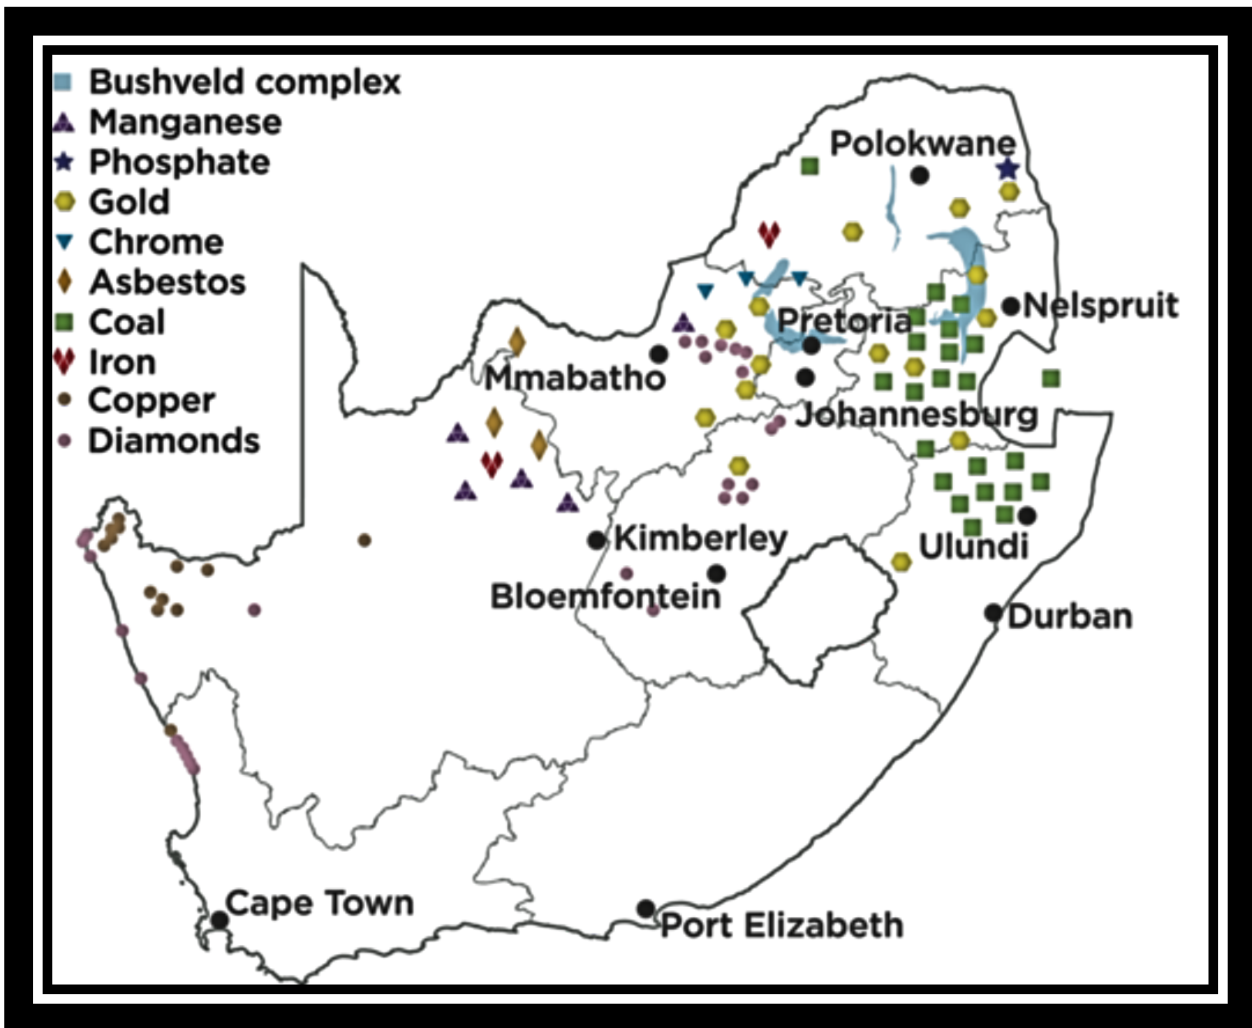 Bushveld complex
Manganese
Phosphate
Gold
Chrome
Asbestos
Coal
Iron
Copper
Diamonds
Polokwane
Nelspruit
Pretoria
Mmabatho
Johannesburg
Kimberley
Ulundi
Bloemfontein
Durban
Cape Town
Port Elizabeth